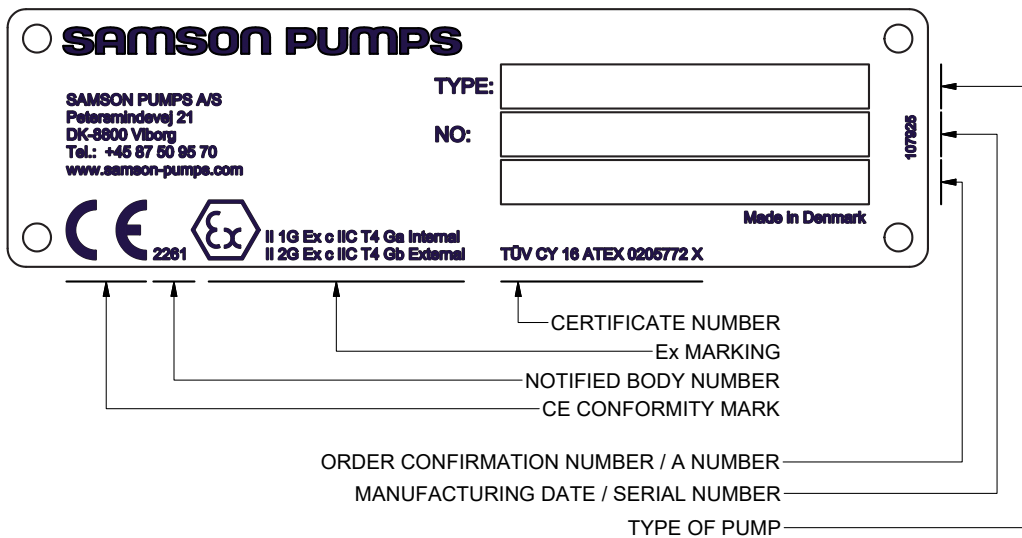 SAMSON PUMPS
SAMSON PUMPS A/S
Petersmindevej 21
DK-8800 Viborg
Tel.: +45 87 50 95 70
www.samson-pumps.com
TYPE:
NO:
107925
Made in Denmark
CE 2261 Ex
II 1G Ex c IIC T4 Ga Internal
II 2G Ex c IIC T4 Gb External
TÜV CY 16 ATEX 0205772 X
CERTIFICATE NUMBER
Ex MARKING
NOTIFIED BODY NUMBER
CE CONFORMITY MARK
ORDER CONFIRMATION NUMBER / A NUMBER
MANUFACTURING DATE / SERIAL NUMBER
TYPE OF PUMP